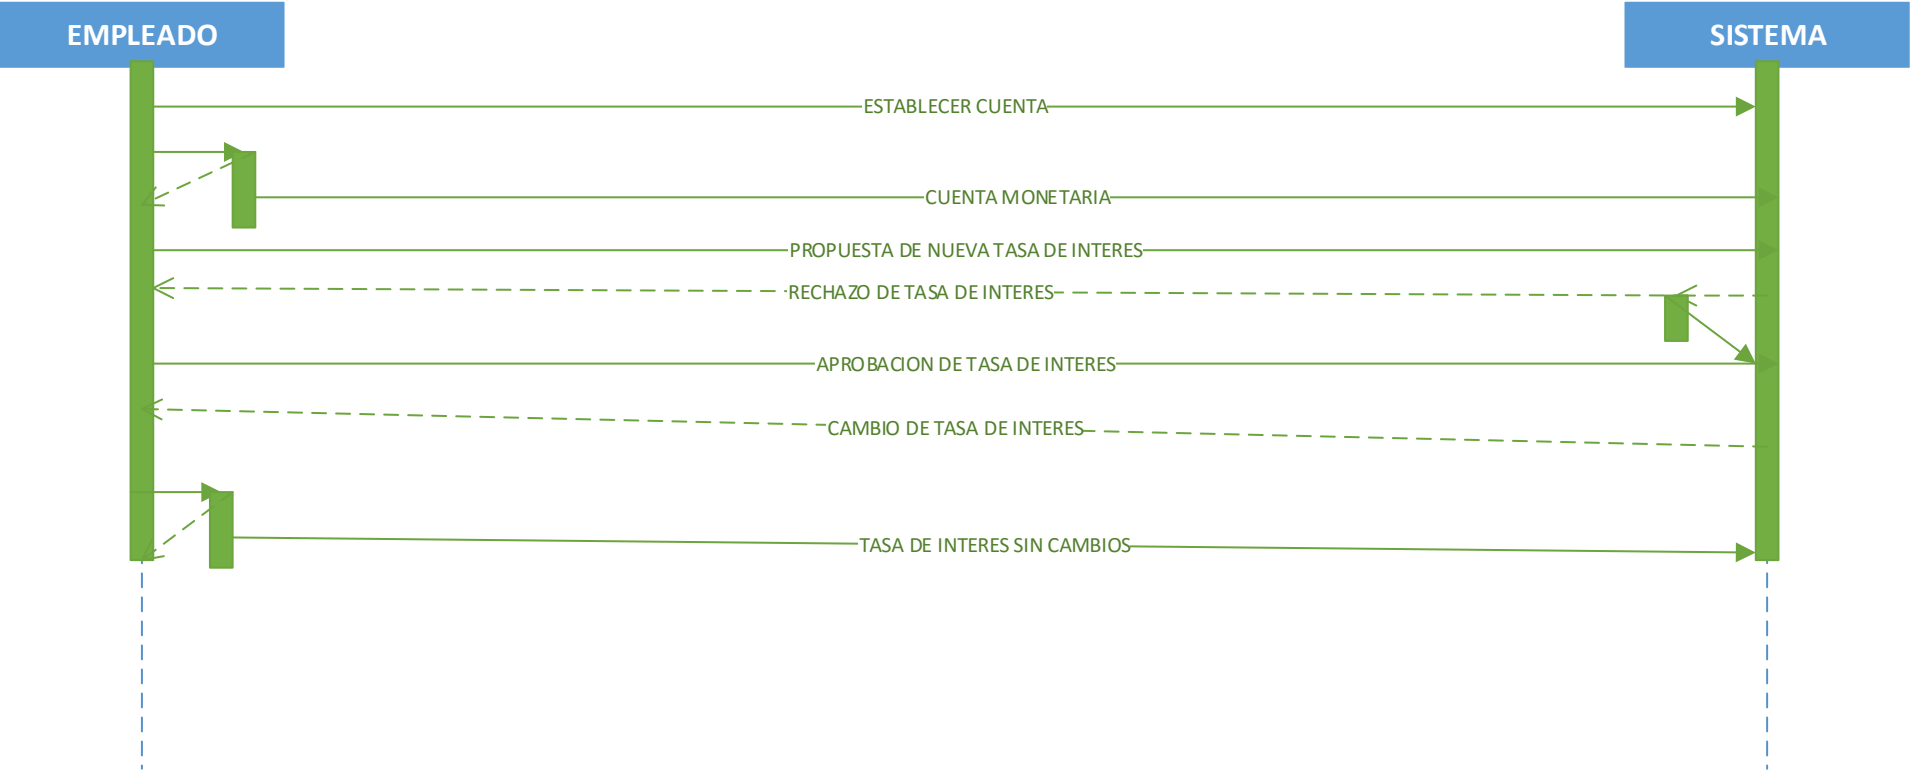 EMPLEADO
SISTEMA
ESTABLECER CUENTA
CUENTA MONETARIA
PROPUESTA DE NUEVA TASA DE INTERES
RECHAZO DE TASA DE INTERES
APROBACION DE TASA DE INTERES
CAMBIO DE TASA DE INTERES
TASA DE INTERES SIN CAMBIOS